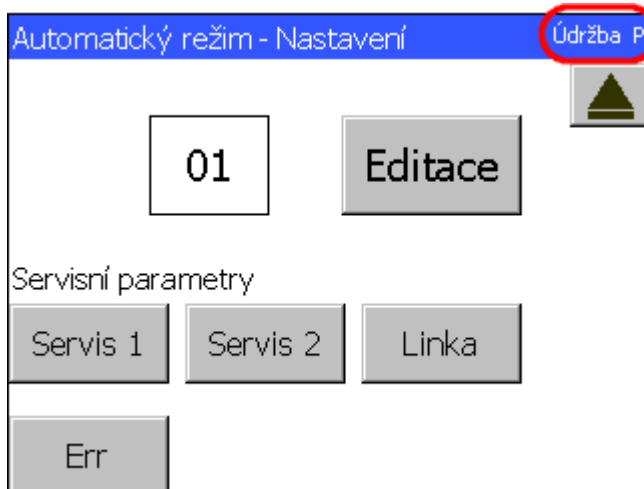 Automatický režim - Nastavení Údržba P
01 Editace
Servisní parametry
Servis 1 Servis 2 Linka
Err